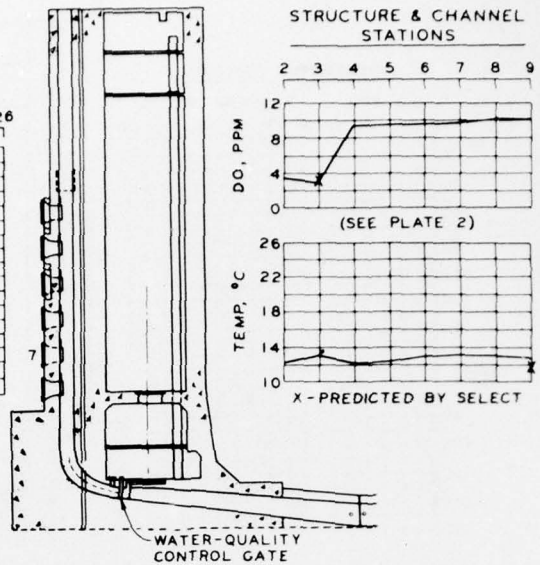 STRUCTURE & CHANNEL
STATIONS
2 3 4 5 6 7 8 9
12
8
4
0
DO, PPM
(SEE PLATE 2)
26
22
18
14
10
TEMP, °C
X-PREDICTED BY SELECT
26
7
WATER-QUALITY
CONTROL GATE